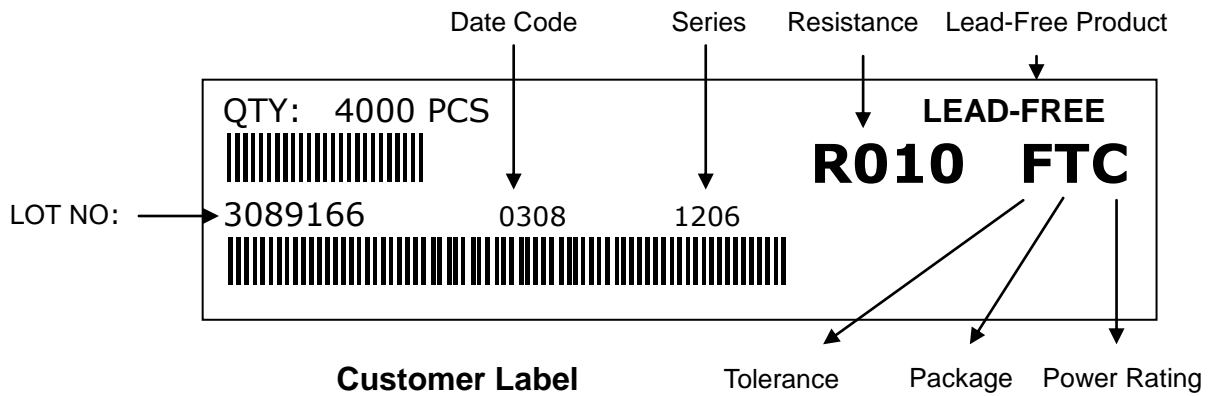 Date Code Series Resistance Lead-Free Product
QTY: 4000 PCS LEAD-FREE
R010 FTC
LOT NO: 3089166 0308 1206
Customer Label Tolerance Package Power Rating